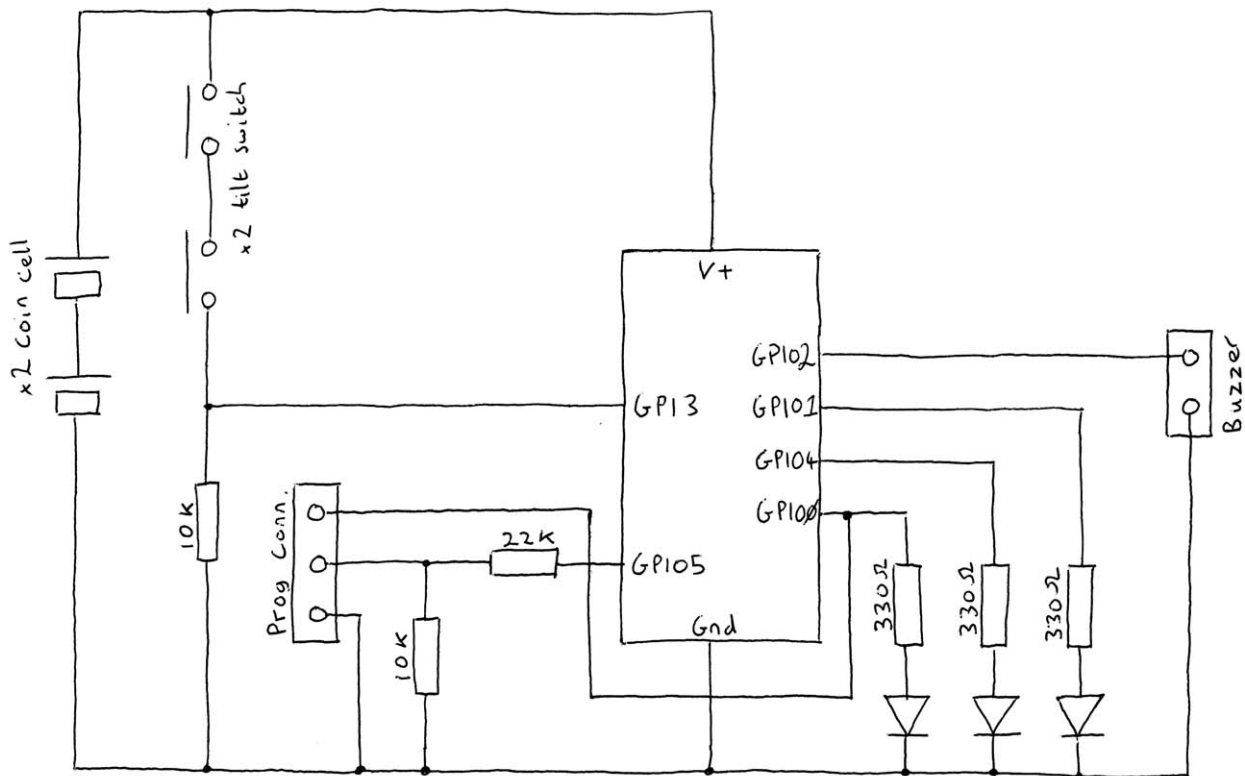 x2 Coin cell
x2 tilt switch
V+
GPIO2
GPI3
GPIO1
GPIO4
GPIO0
GPIO5
Gnd
Buzzer
10K
Prog Conn.
22K
10K
330Ω
330Ω
330Ω